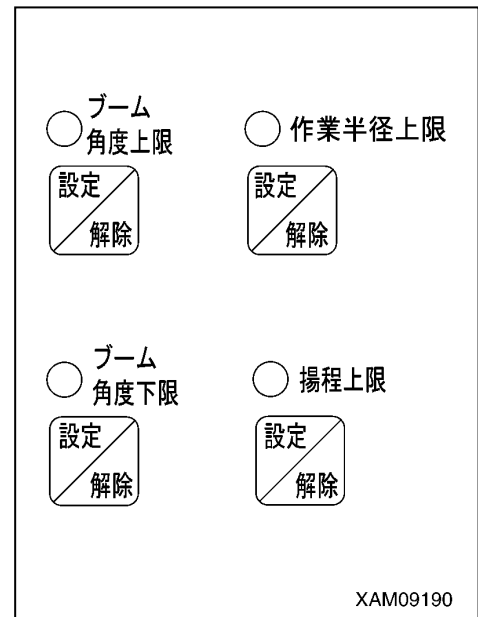 ブーム
角度上限
設定
解除
作業半径上限
設定
解除
ブーム
角度下限
設定
解除
揚程上限
設定
解除
XAM09190